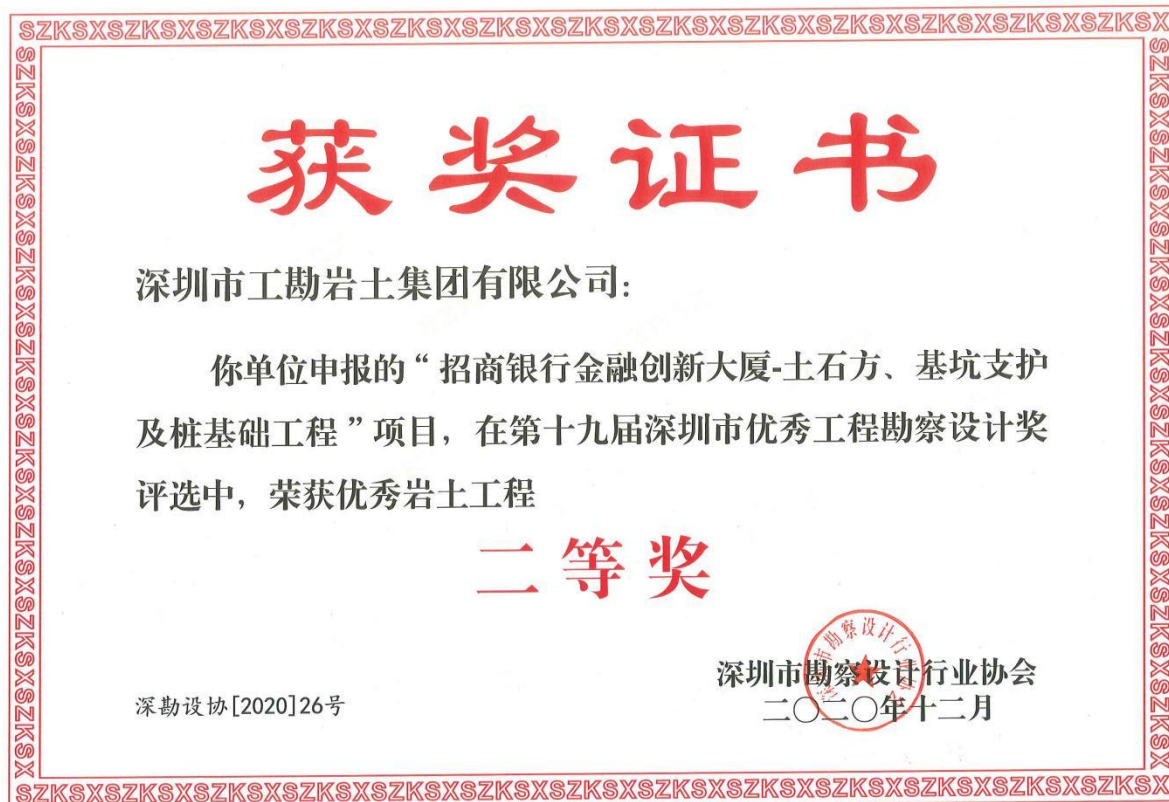 SZKSXSZKSXSZKSXSZKSXSZKSXSZKSXSZKSXSZKSXSZKSXSZKSX
获奖证书
深圳市工勘岩土集团有限公司：
你单位申报的“招商银行金融创新大厦-土石方、基坑支护
及桩基础工程”项目，在第十九届深圳市优秀工程勘察设计奖
评选中，荣获优秀岩土工程
二等奖
深圳市勘察设计行业协会
深勘设协[2020]26号
二〇二〇年十二月
SZKSXSZKSXSZKSXSZKSXSZKSXSZKSXSZKSXSZKSXSZKSXSZKSX